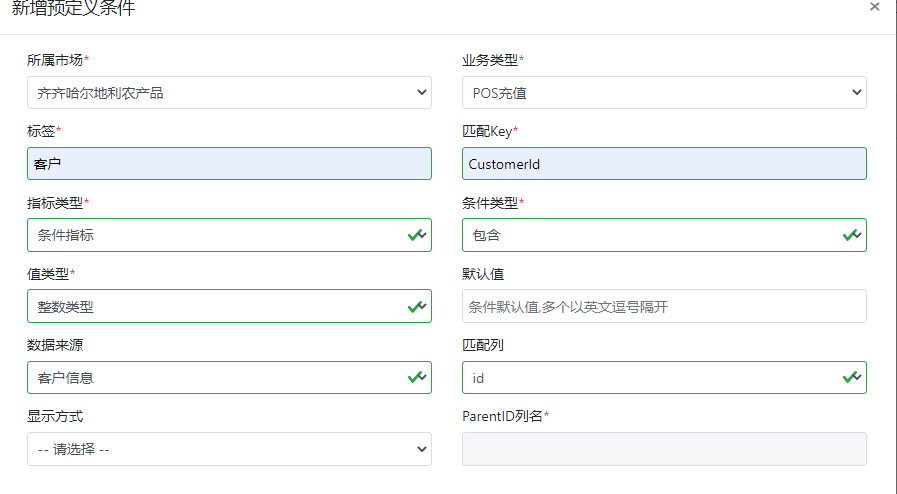 新增预定义条件
×
所属市场* 业务类型*
齐齐哈尔地利农产品 POS充值
标签* 匹配Key*
客户 CustomerId
指标类型* 条件类型*
条件指标 包含
值类型* 默认值
整数类型 条件默认值,多个以英文逗号隔开
数据来源 匹配列
客户信息 id
显示方式 ParentID列名*
-- 请选择 --